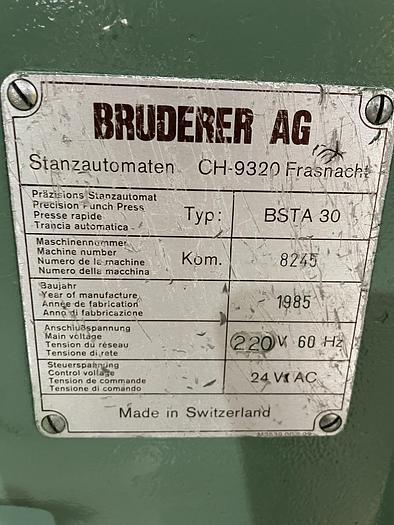 BRUDERER AG
Stanzautomaten CH-9320 Frasnacht
Präzisions Stanzautomat
Precision Punch Press
Presse rapide
Trancia automatica
Typ: BSTA 30
Maschinennummer
Machine number
Numero de la machine
Numero della macchina
Kom. 8245
Baujahr
Year of manufacture
Année de fabrication
Anno di fabbricazione
1985
Anschlußspannung
Main voltage
Tension du réseau
Tensione di rete
220 V 60 Hz
Steuerspannung
Control voltage
Tension de commande
Tensione di comando
24 V AC
Made in Switzerland